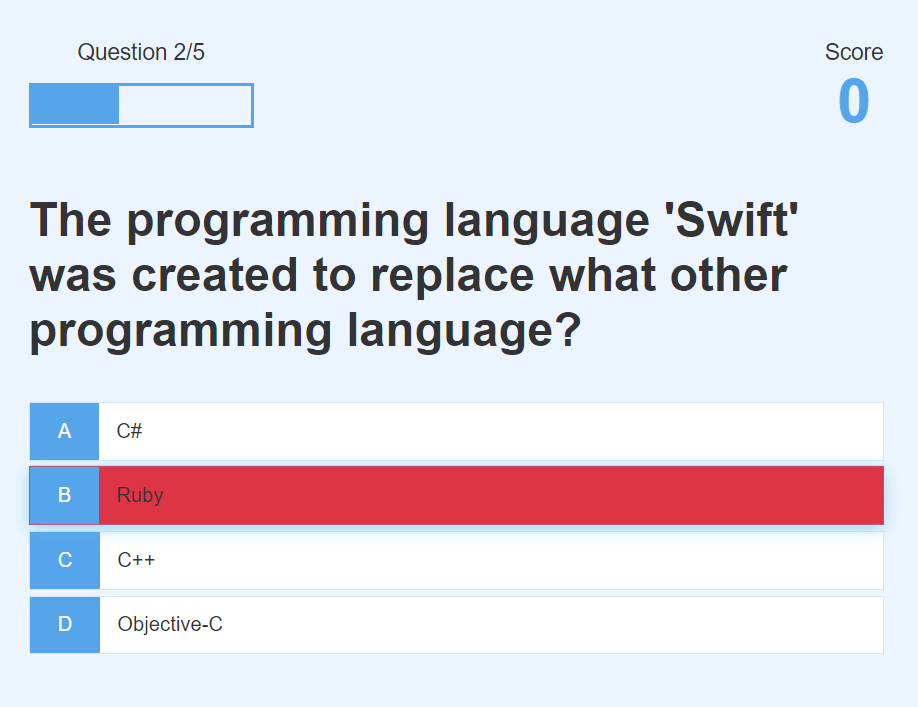 Question 2/5
Score
0
The programming language 'Swift'
was created to replace what other
programming language?
A C#
B Ruby
C C++
D Objective-C